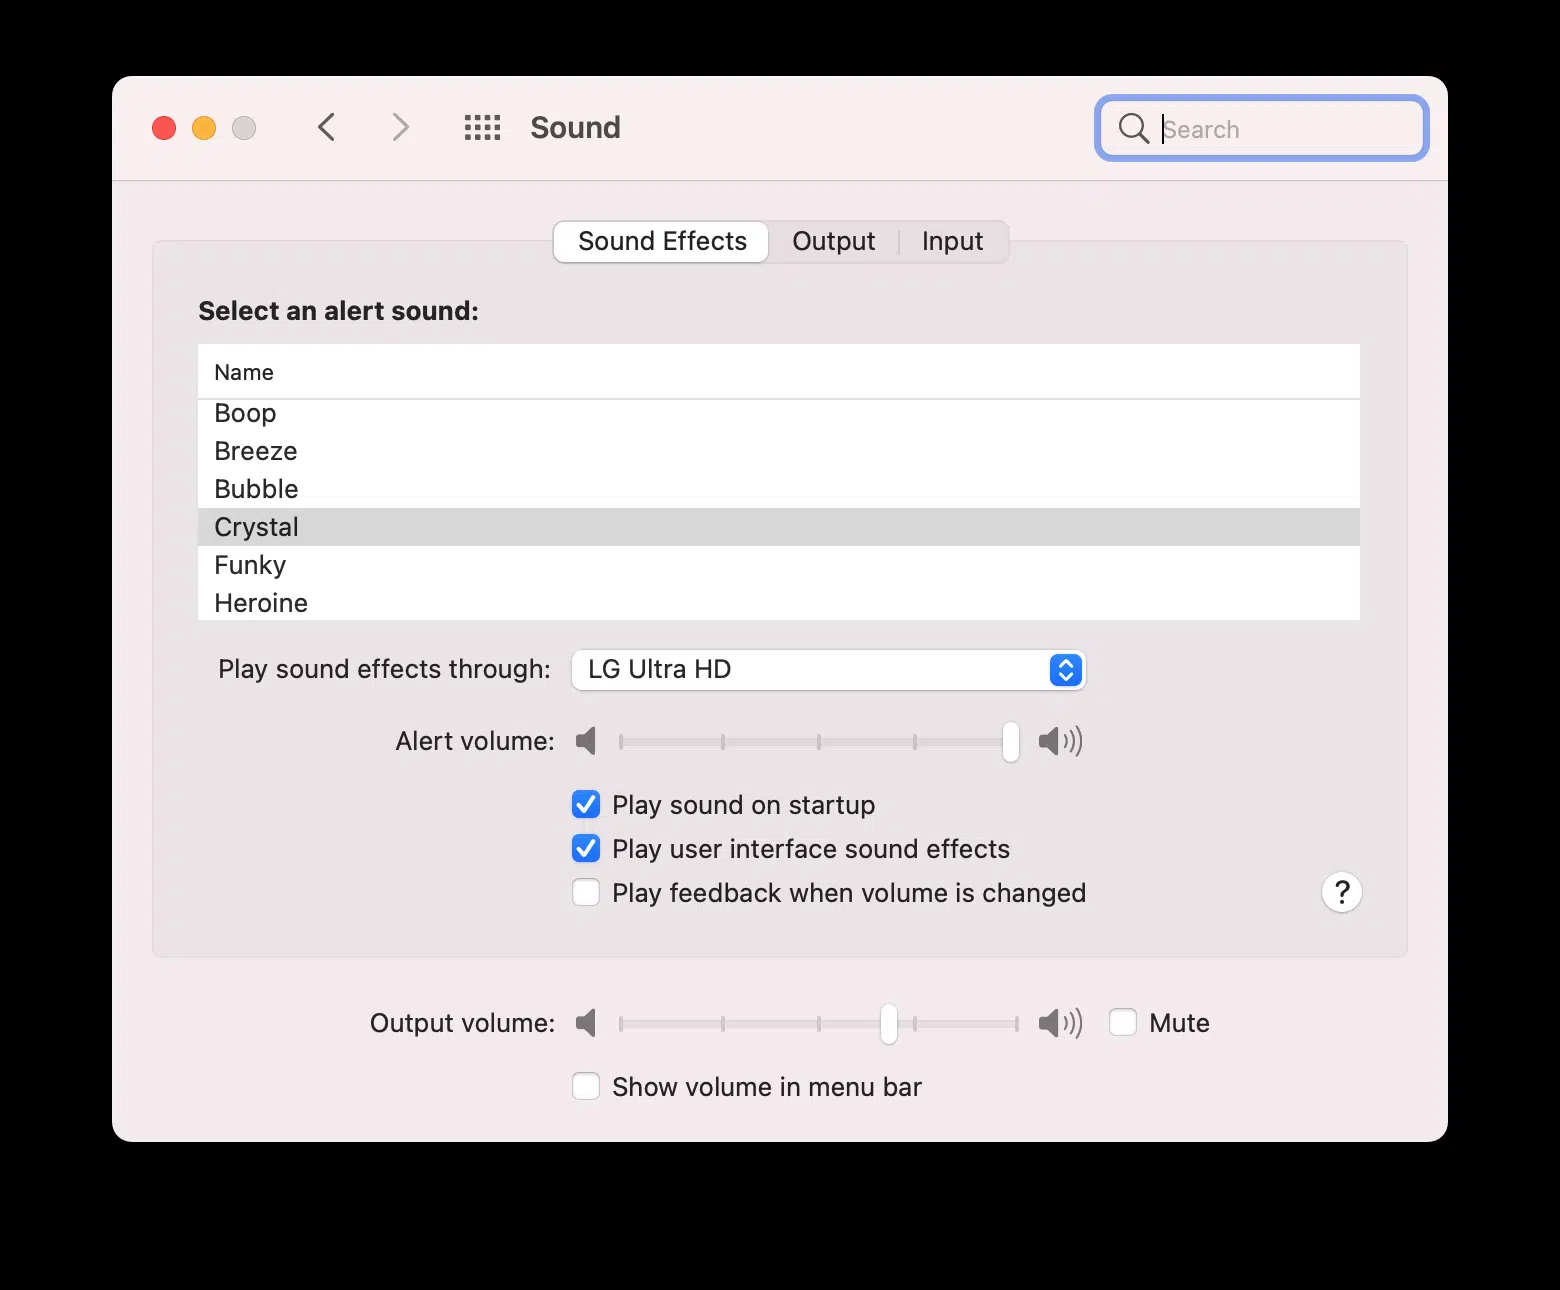 Sound
Search
Sound Effects Output Input
Select an alert sound:
Name
Boop
Breeze
Bubble
Crystal
Funky
Heroine
Play sound effects through: LG Ultra HD
Alert volume:
Play sound on startup
Play user interface sound effects
Play feedback when volume is changed
?
Output volume: Mute
Show volume in menu bar